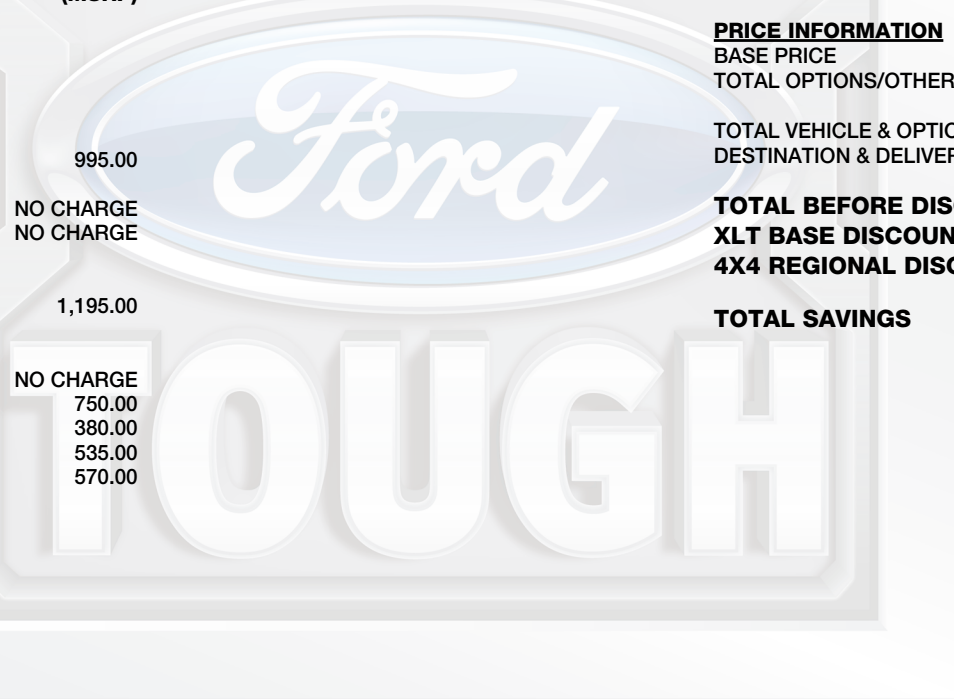 (MSRP)
995.00
NO CHARGE
NO CHARGE
1,195.00
NO CHARGE
750.00
380.00
535.00
570.00
Ford
TOUGH
PRICE INFORMATION
BASE PRICE
TOTAL OPTIONS/OTHER
TOTAL VEHICLE & OPTIO
DESTINATION & DELIVER
TOTAL BEFORE DISC
XLT BASE DISCOUN
4X4 REGIONAL DISC
TOTAL SAVINGS